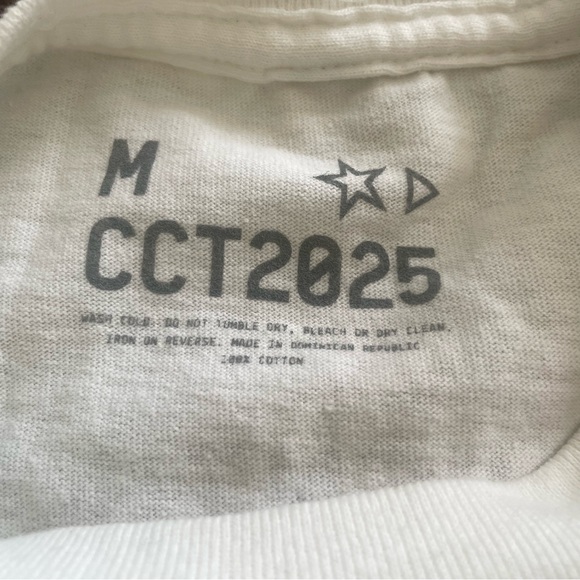 M
CCT2025
WASH COLD. DO NOT TUMBLE DRY, BLEACH OR DRY CLEAN.
IRON ON REVERSE. MADE IN DOMINICAN REPUBLIC
100% COTTON